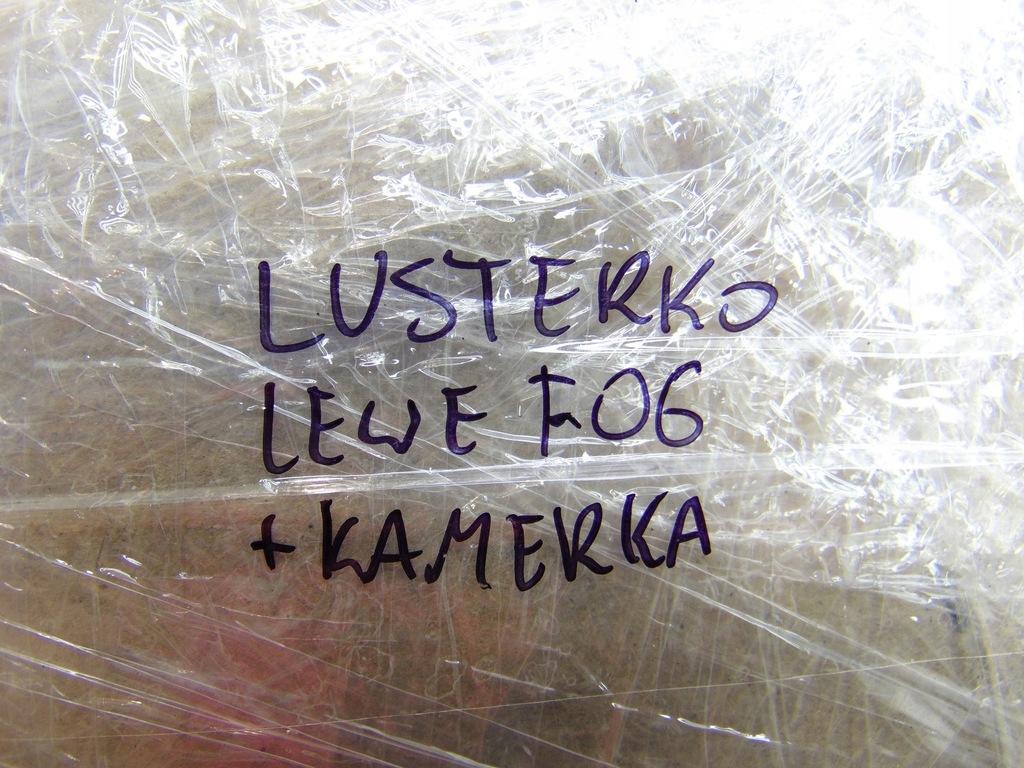 LUSTERKO
LEWE F06
+ KAMERKA